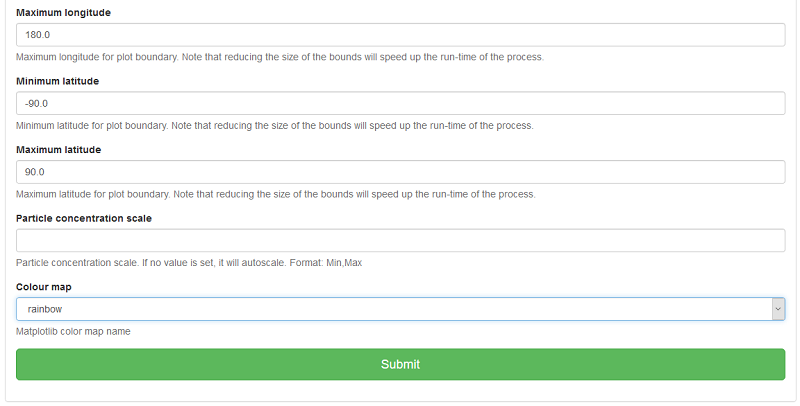 Maximum longitude
180.0
Maximum longitude for plot boundary. Note that reducing the size of the bounds will speed up the run-time of the process.
Minimum latitude
-90.0
Minimum latitude for plot boundary. Note that reducing the size of the bounds will speed up the run-time of the process.
Maximum latitude
90.0
Maximum latitude for plot boundary. Note that reducing the size of the bounds will speed up the run-time of the process.
Particle concentration scale
Particle concentration scale. If no value is set, it will autoscale. Format: Min,Max
Colour map
rainbow
Matplotlib color map name
Submit